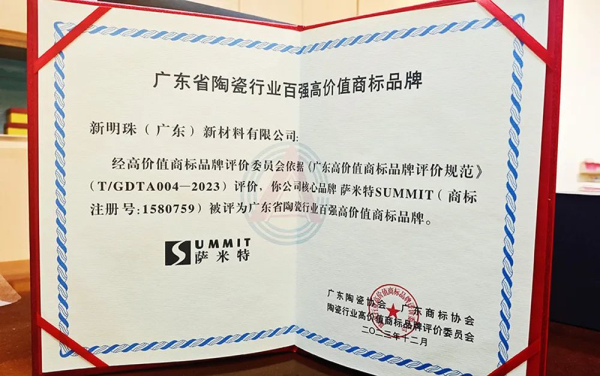 广东省陶瓷行业百强高价值商标品牌
新明珠（广东）新材料有限公司:
经高价值商标品牌评价委员会依据《广东高价值商标品牌评价规范》
(T/GDTA004—2023)评价，你公司核心品牌 萨米特SUMMIT（商标
注册号:1580759）被评为广东省陶瓷行业百强高价值商标品牌。
SUMMIT
萨米特
广东陶瓷协会 广东商标协会
陶瓷行业高价值商标品牌评价委员会
二〇二三年十二月